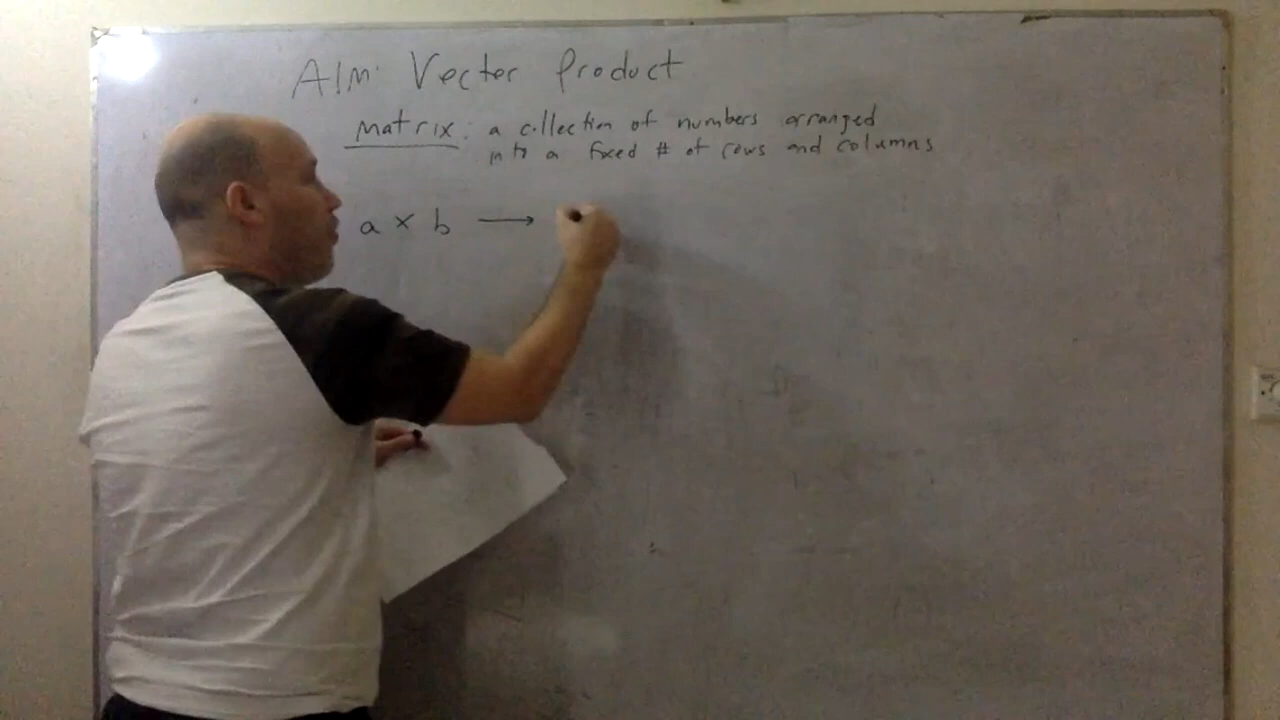 AIM: Vector Product
matrix: a collection of numbers arranged
into a fixed # of rows and columns
a × b →